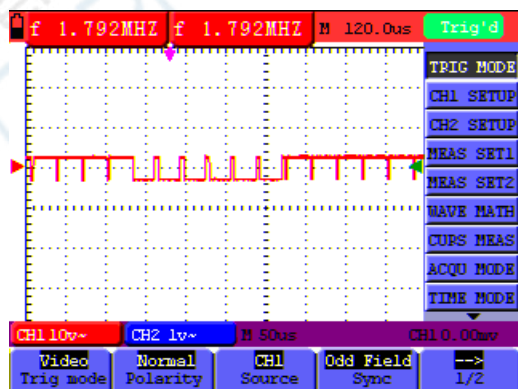 f 1.792MHZ f 1.792MHZ M 120.0us Trig'd
TRIG MODE
CH1 SETUP
CH2 SETUP
MEAS SET1
MEAS SET2
WAVE MATH
CUPS MEAS
ACQU MODE
TIME MODE
CH1 10v~ CH2 1v~ M 50us CH1 0.00mv
Video Normal CH1 Odd Field -->
Trig mode Polarity Source Sync 1/2